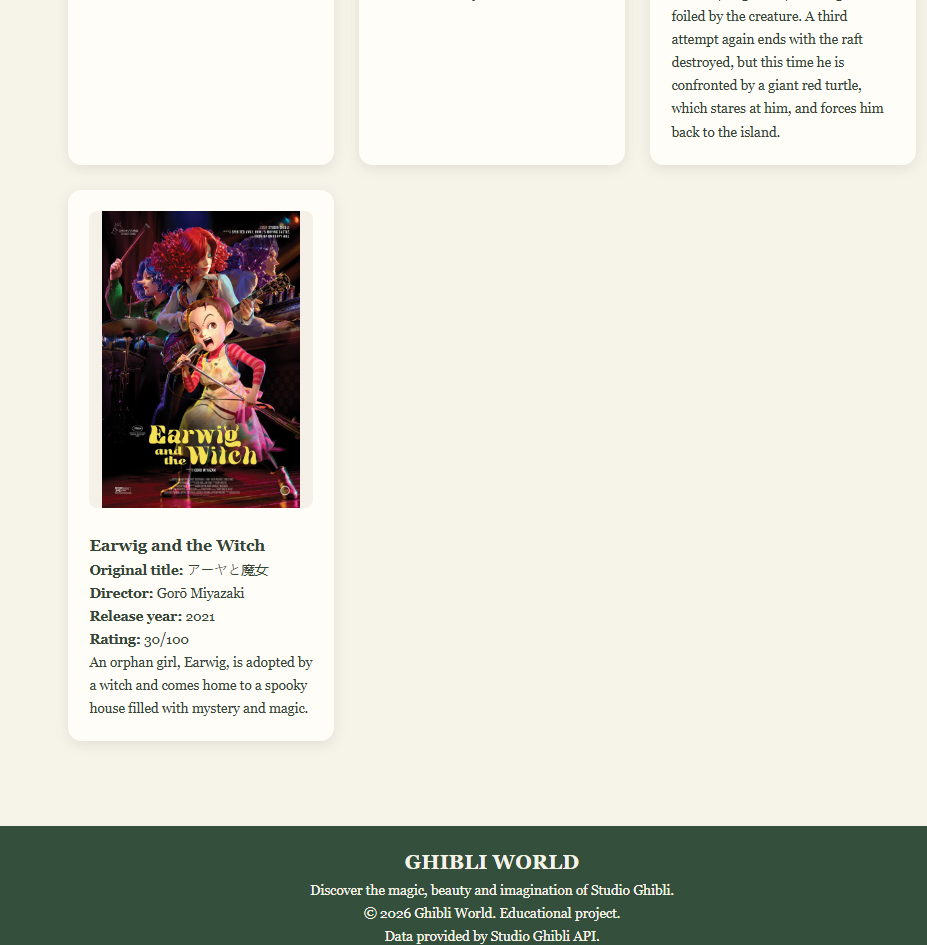 foiled by the creature. A third
attempt again ends with the raft
destroyed, but this time he is
confronted by a giant red turtle,
which stares at him, and forces him
back to the island.
Earwig
and
the Witch
Earwig and the Witch
Original title: アーヤと魔女
Director: Gorō Miyazaki
Release year: 2021
Rating: 30/100
An orphan girl, Earwig, is adopted by
a witch and comes home to a spooky
house filled with mystery and magic.
GHIBLI WORLD
Discover the magic, beauty and imagination of Studio Ghibli.
© 2026 Ghibli World. Educational project.
Data provided by Studio Ghibli API.